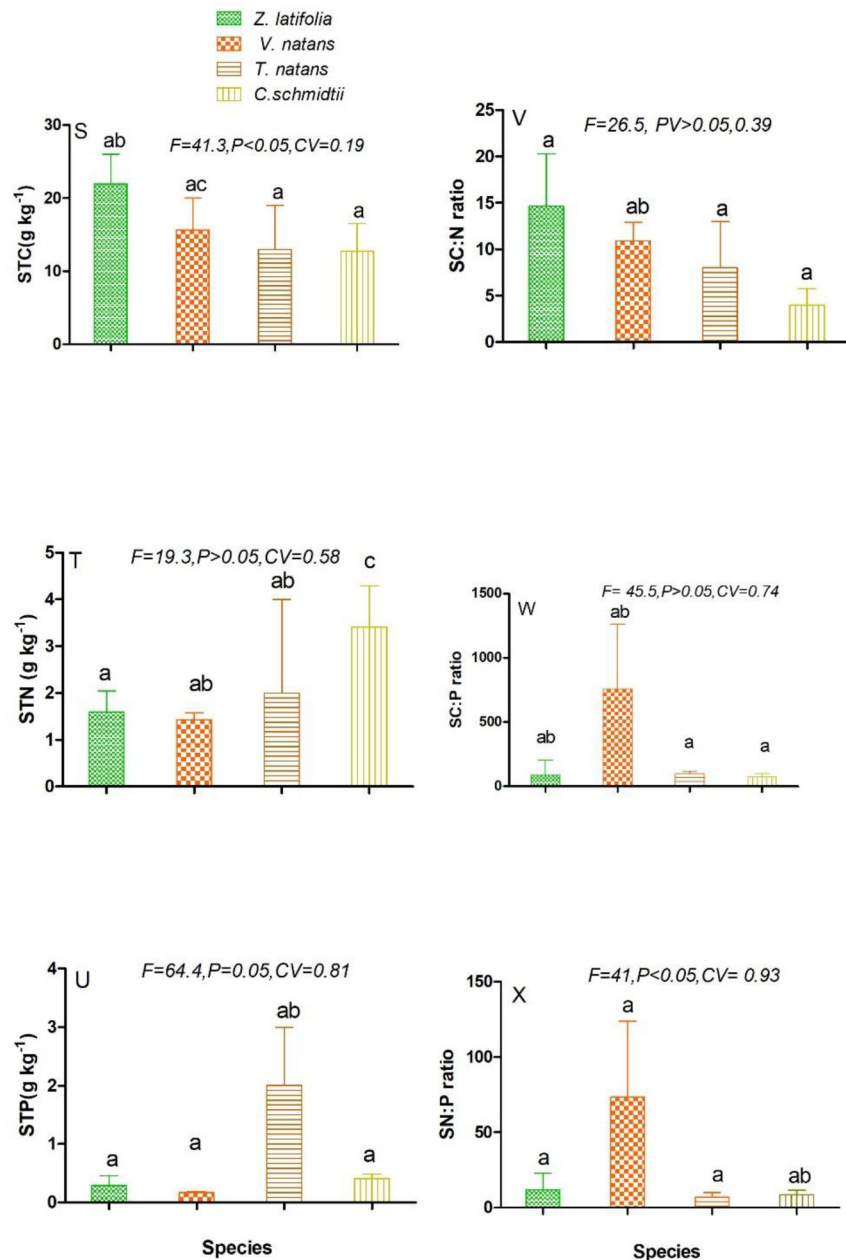 Z. latifolia
V. natans
T. natans
C.schmidtii
S
F=41.3,P<0.05,CV=0.19
STC(g kg-1)
30
20
10
0
ab
ac
a
a
V
F=26.5, PV>0.05,0.39
SC:N ratio
25
20
15
10
5
0
a
ab
a
a
T
F=19.3,P>0.05,CV=0.58
STN (g kg-1)
5
4
3
2
1
0
a
ab
ab
c
W
F= 45.5,P>0.05,CV=0.74
SC:P ratio
1500
1000
500
0
ab
ab
a
a
U
F=64.4,P=0.05,CV=0.81
STP(g kg-1)
4
3
2
1
0
a
a
ab
a
Species
X
F=41,P<0.05,CV= 0.93
SN:P ratio
150
100
50
0
a
a
a
ab
Species